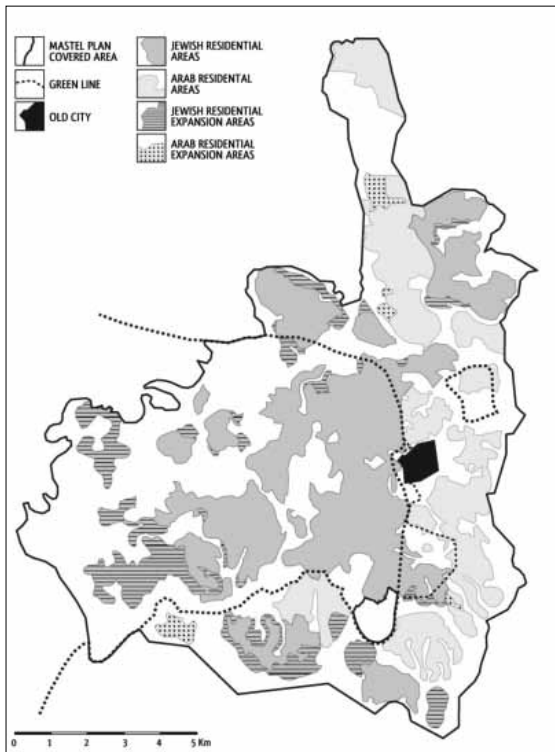 MASTEL PLAN
COVERED AREA
GREEN LINE
OLD CITY
JEWISH RESIDENTIAL
AREAS
ARAB RESIDENTAL
AREAS
JEWISH RESIDENTIAL
EXPANSION AREAS
ARAB RESIDENTIAL
EXPANSION AREAS
0 1 2 3 4 5 Km